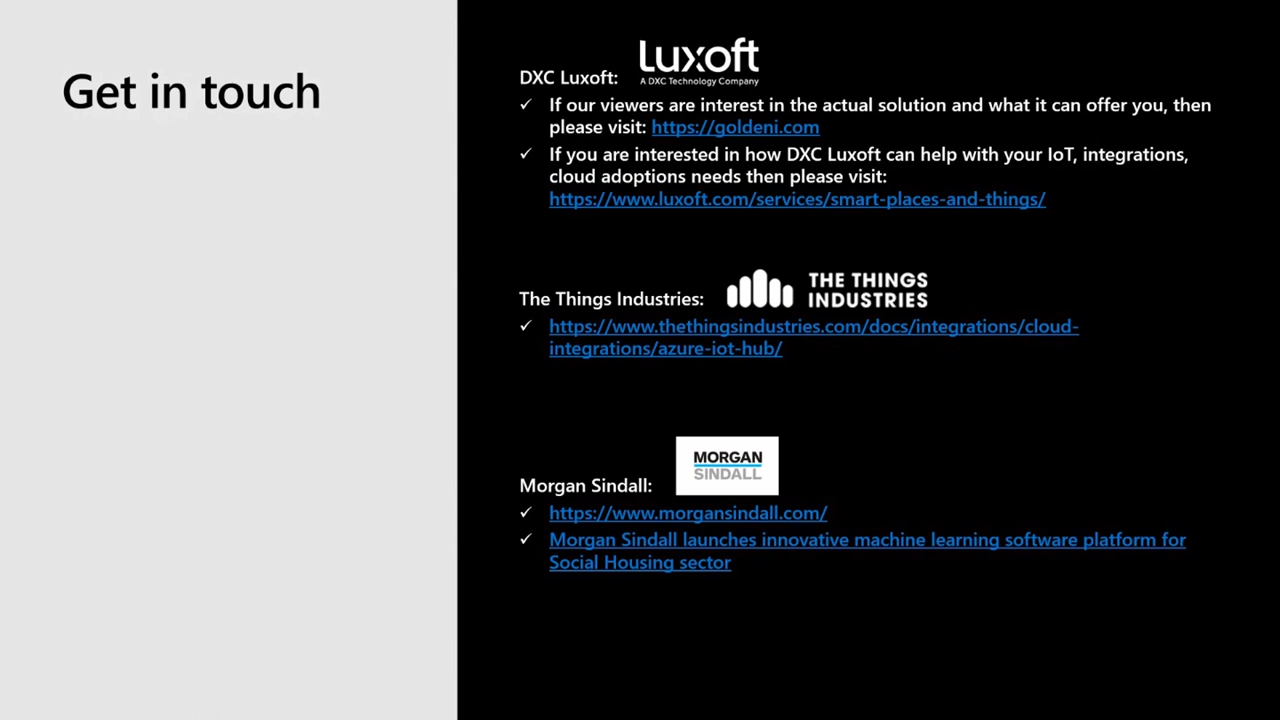 Get in touch
Luxoft
A DXC Technology Company
DXC Luxoft:
✓ If our viewers are interest in the actual solution and what it can offer you, then
please visit: https://goldeni.com
✓ If you are interested in how DXC Luxoft can help with your IoT, integrations,
cloud adoptions needs then please visit:
https://www.luxoft.com/services/smart-places-and-things/
THE THINGS
INDUSTRIES
The Things Industries:
✓ https://www.thethingsindustries.com/docs/integrations/cloud-
integrations/azure-iot-hub/
MORGAN
SINDALL
Morgan Sindall:
✓ https://www.morgansindall.com/
✓ Morgan Sindall launches innovative machine learning software platform for
Social Housing sector